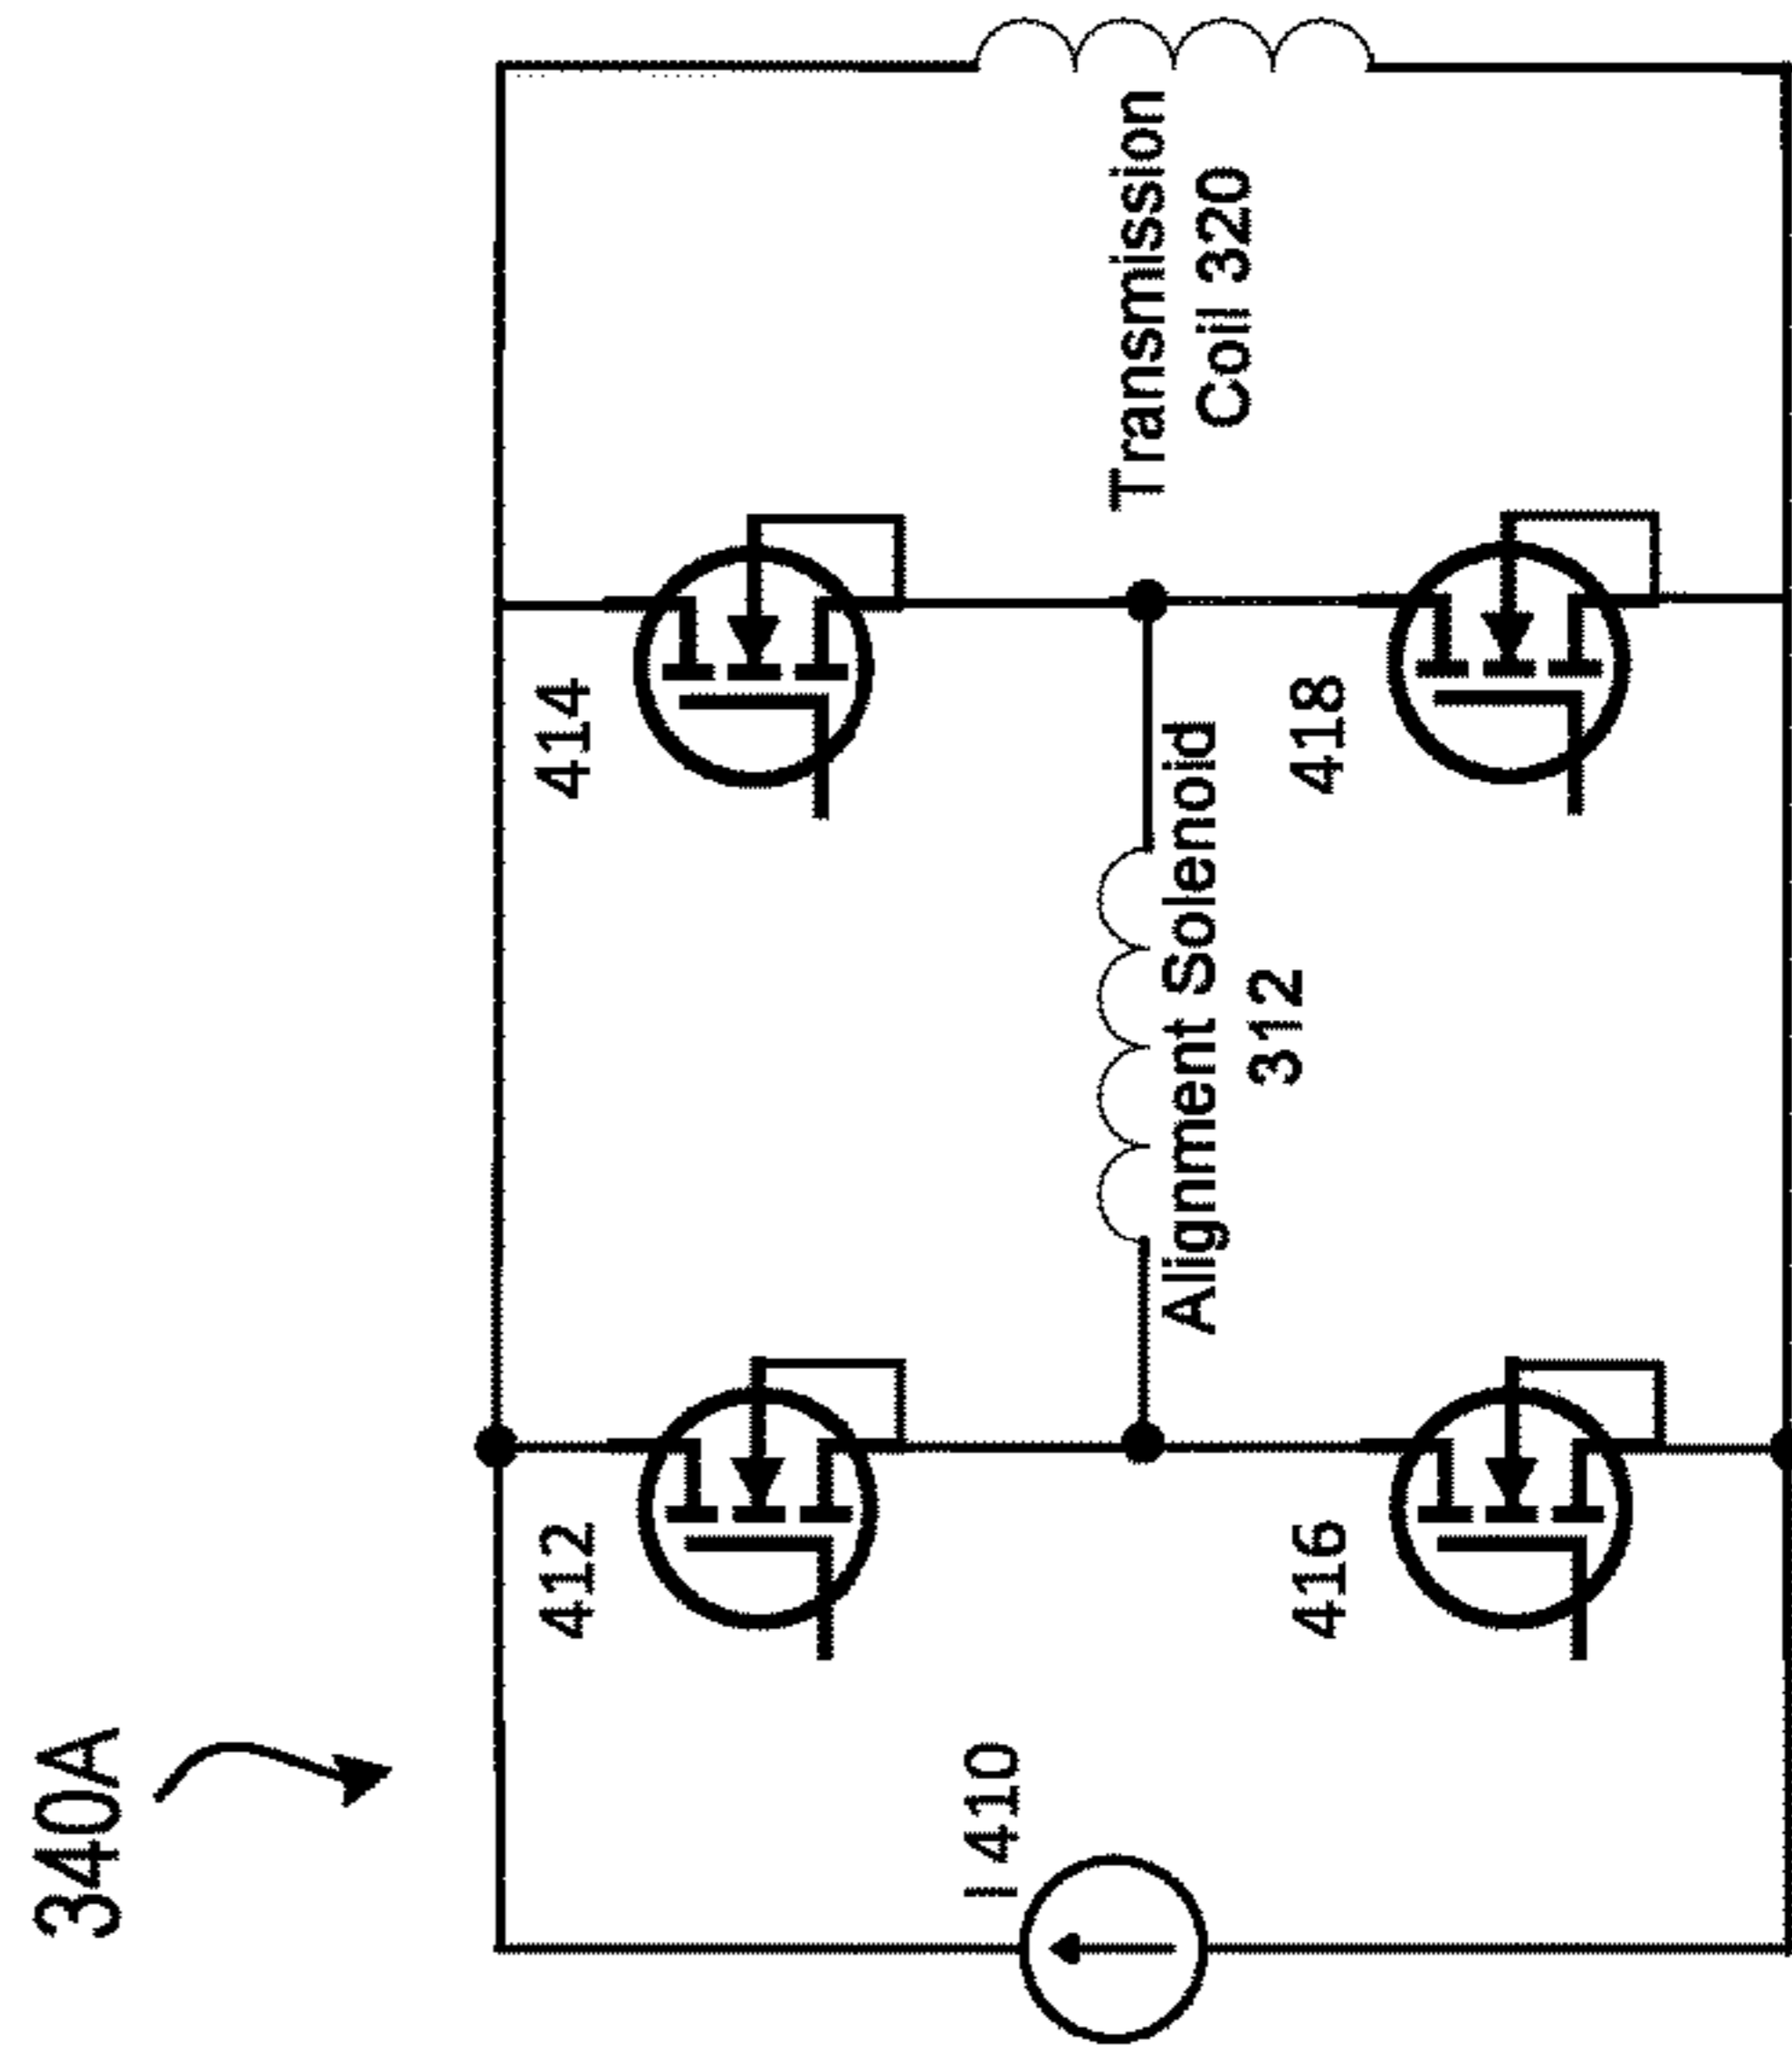 340A
I 410
412
414
416
418
Alignment Solenoid
312
Transmission
Coil 320